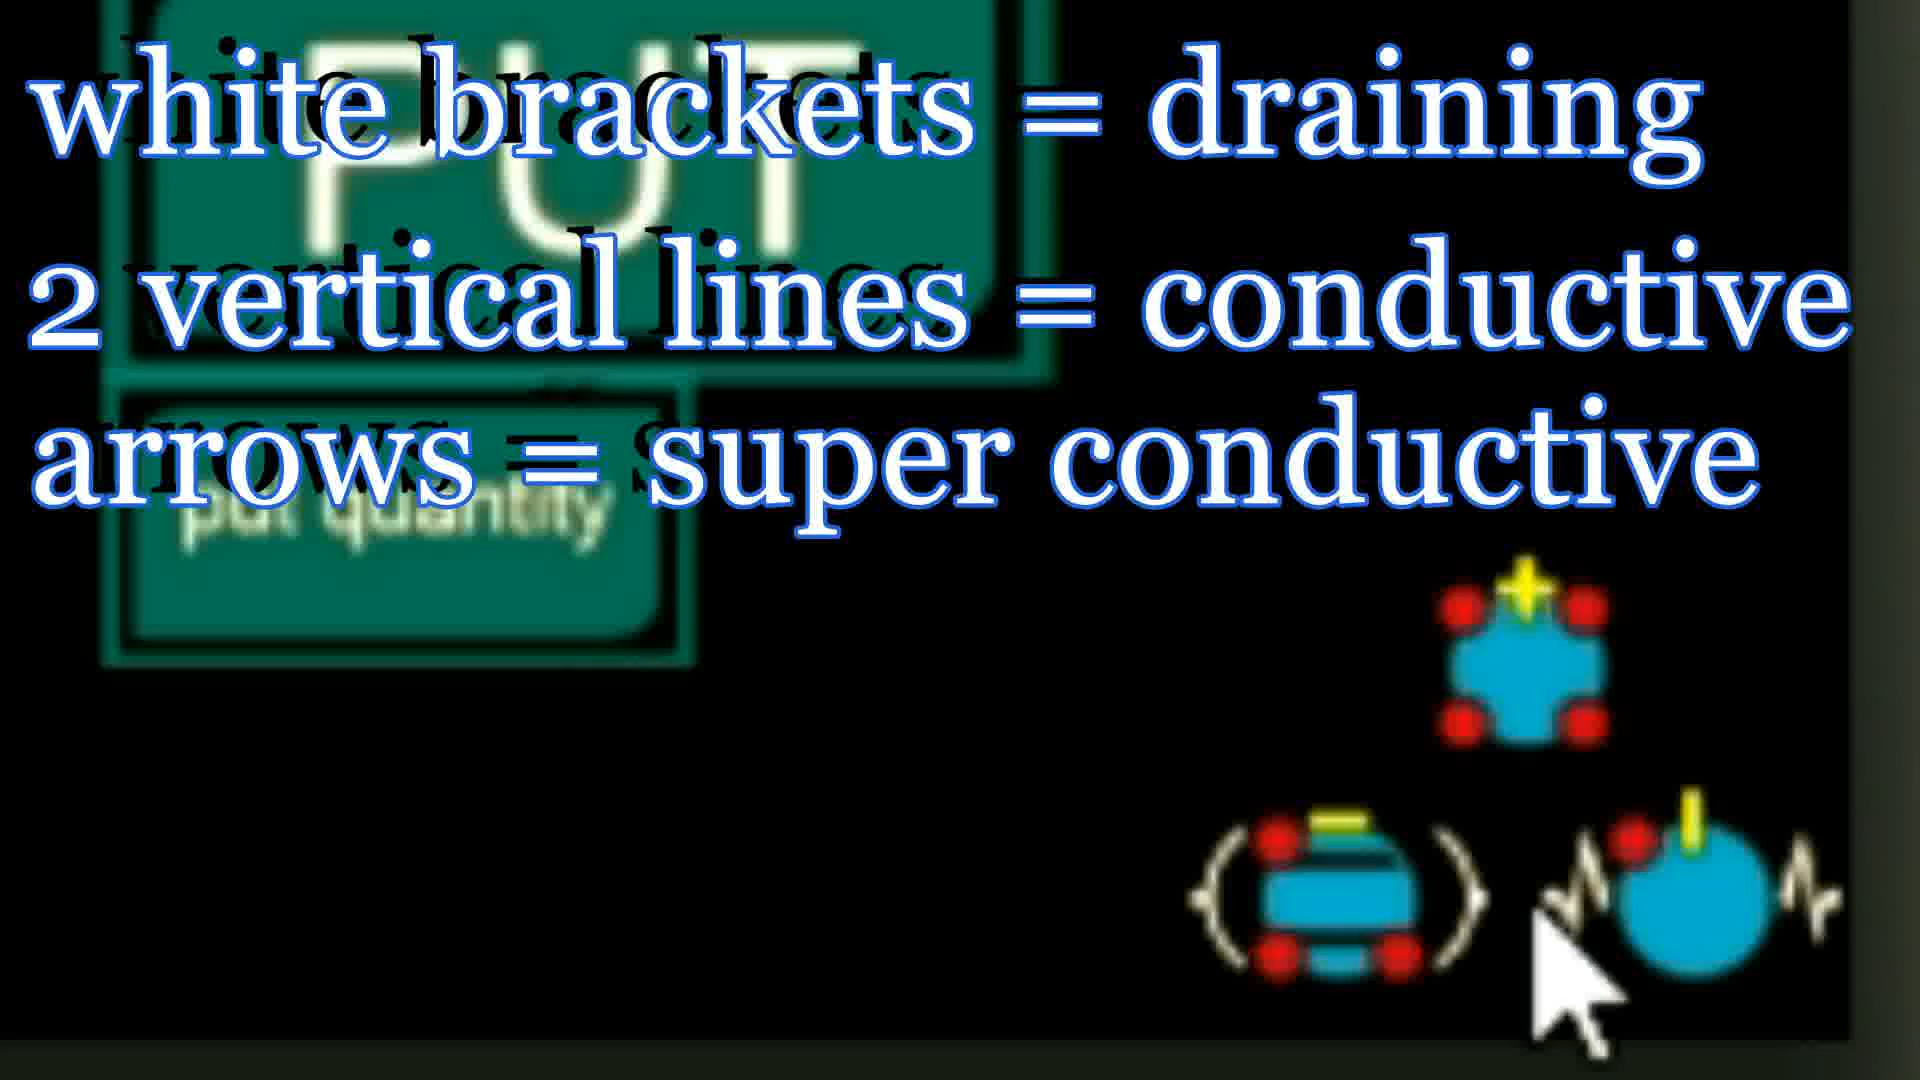 PUT
white brackets = draining
2 vertical lines = conductive
arrows = super conductive
put quantity